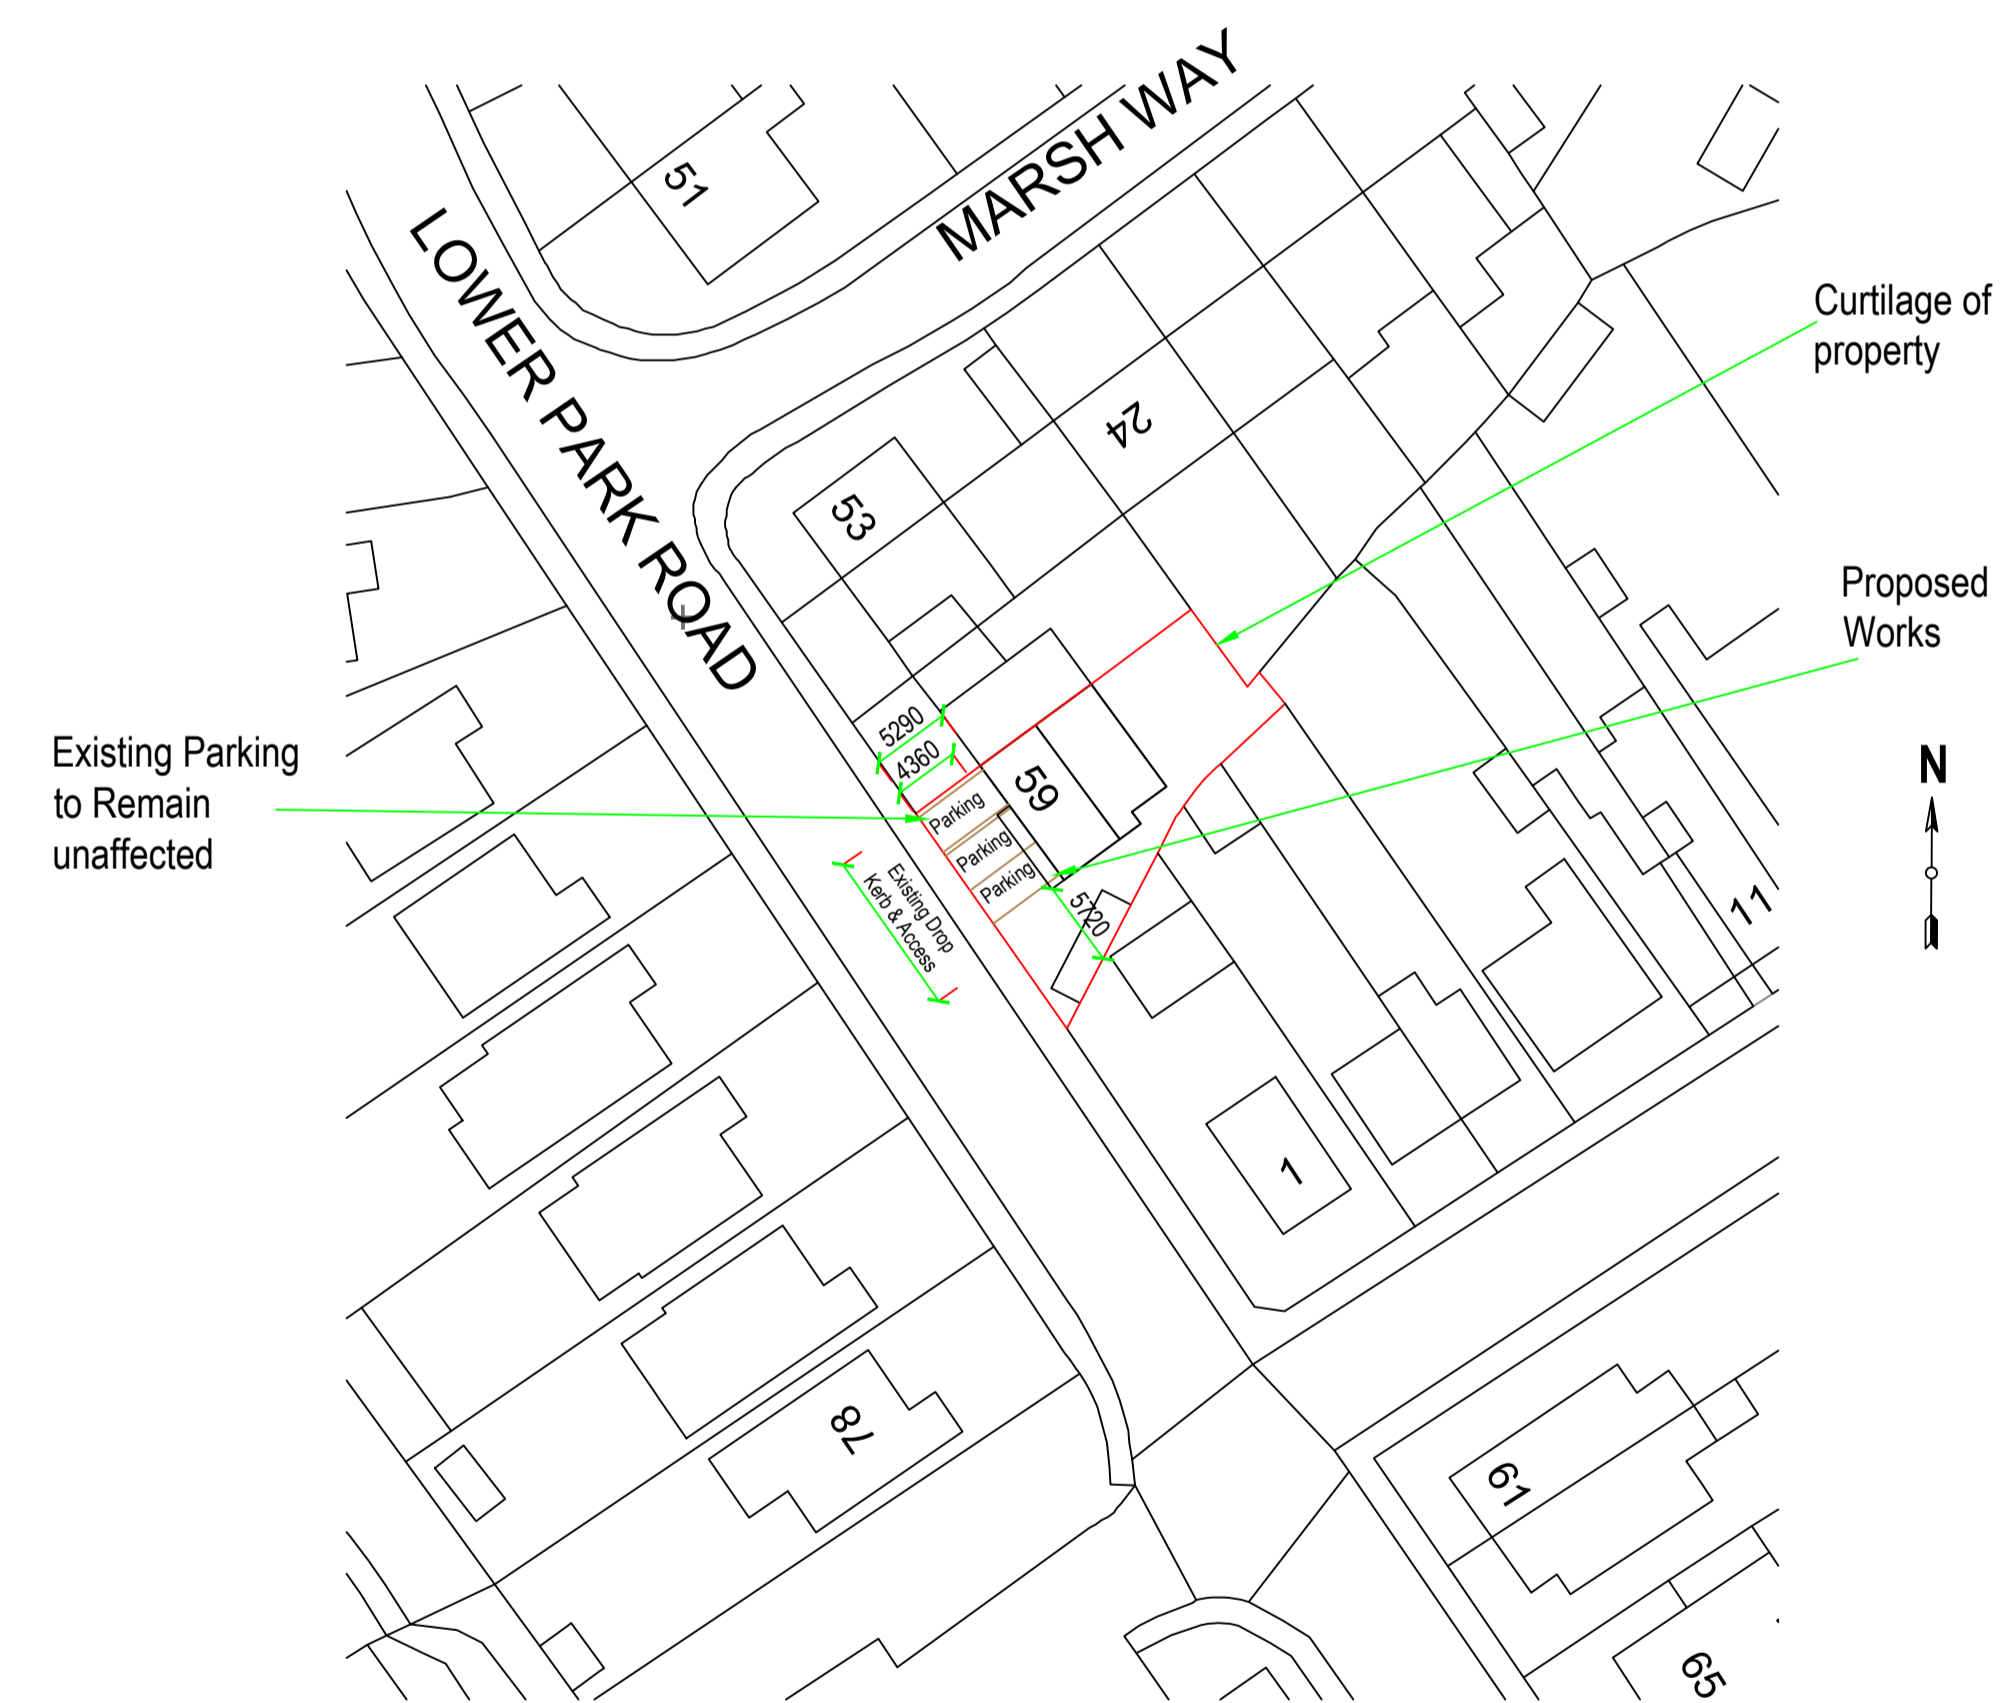 MARSH WAY
51
LOWER PARK ROAD
Curtilage of
property
24
53
Proposed
Works
5290
4360
Existing Parking
to Remain
unaffected
59
Parking
Parking
Parking
N
Existing Drop
Kerb & Access
5720
11
1
78
61
65